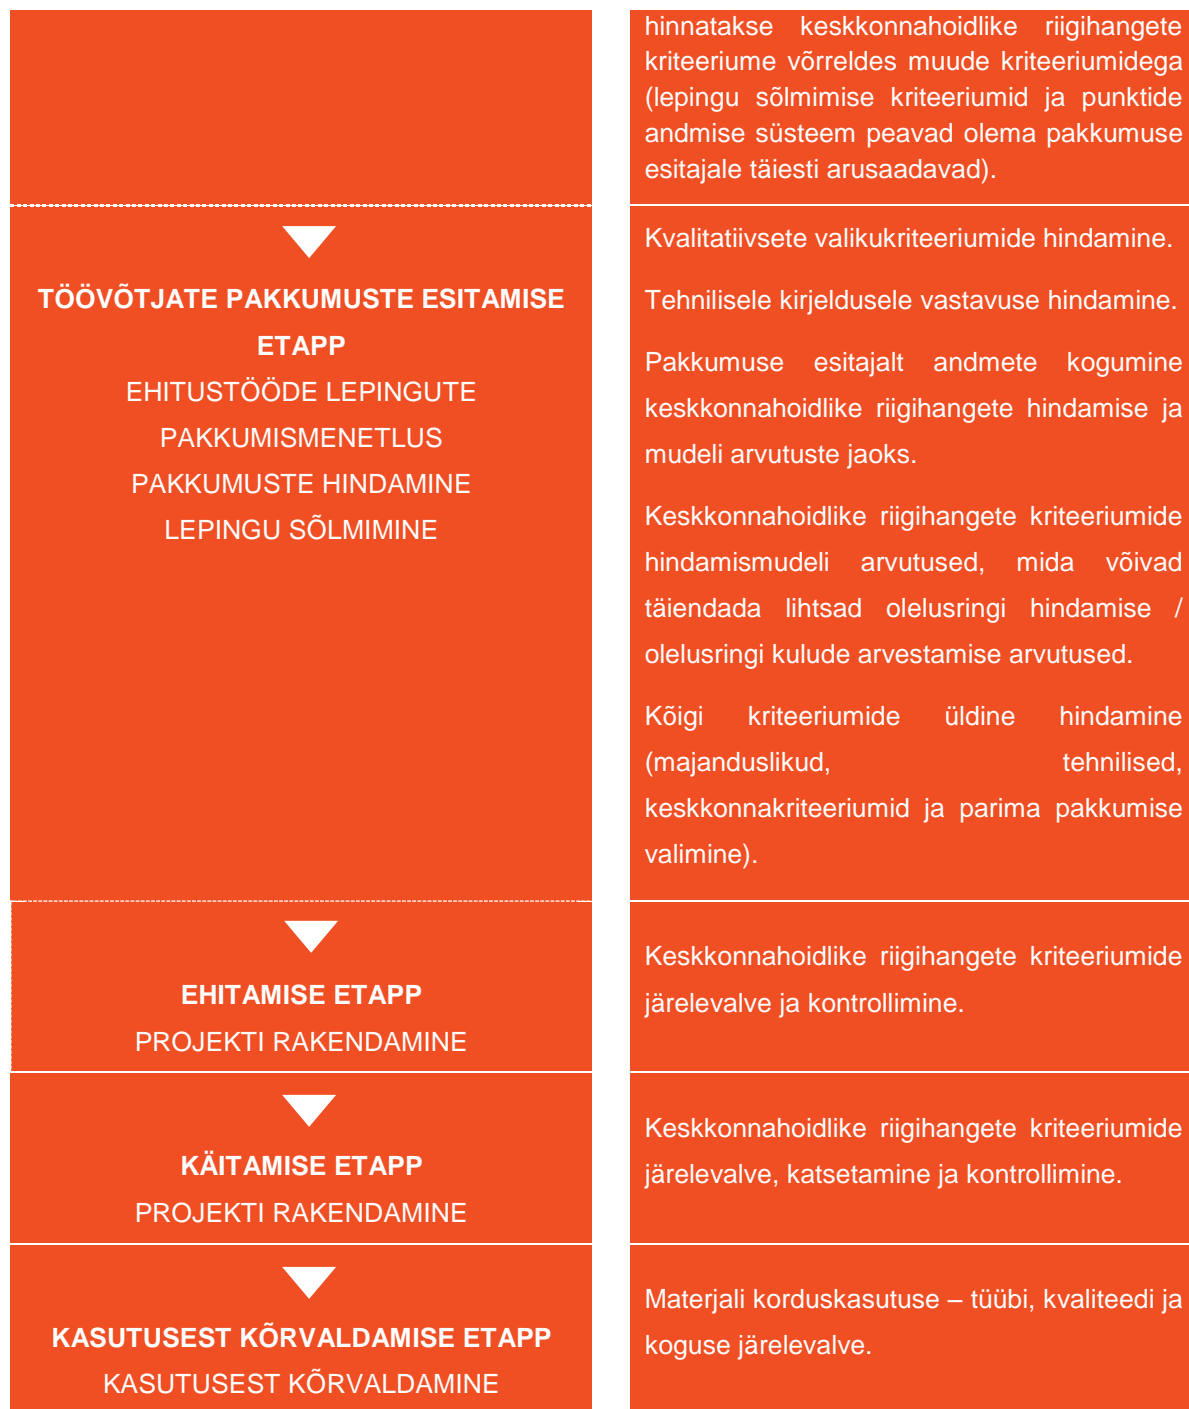 hinnatakse keskkonnahoidlike riigihangete
kriteeriume võrreldes muude kriteeriumidega
(lepingu sõlmimise kriteeriumid ja punktide
andmise süsteem peavad olema pakkumuse
esitajale täiesti arusaadavad).
TÖÖVÕTJATE PAKKUMUSTE ESITAMISE
ETAPP
EHITUSTÖÖDE LEPINGUTE
PAKKUMISMENETLUS
PAKKUMUSTE HINDAMINE
LEPINGU SÕLMIMINE
Kvalitatiivsete valikukriteeriumide hindamine.
Tehnilisele kirjeldusele vastavuse hindamine.
Pakkumuse esitajalt andmete kogumine
keskkonnahoidlike riigihangete hindamise ja
mudeli arvutuste jaoks.
Keskkonnahoidlike riigihangete kriteeriumide
hindamismudeli arvutused, mida võivad
täiendada lihtsad olelusringi hindamise /
olelusringi kulude arvestamise arvutused.
Kõigi kriteeriumide üldine hindamine
(majanduslikud, tehnilised,
keskkonnakriteeriumid ja parima pakkumise
valimine).
EHITAMISE ETAPP
PROJEKTI RAKENDAMINE
Keskkonnahoidlike riigihangete kriteeriumide
järelevalve ja kontrollimine.
KÄITAMISE ETAPP
PROJEKTI RAKENDAMINE
Keskkonnahoidlike riigihangete kriteeriumide
järelevalve, katsetamine ja kontrollimine.
KASUTUSEST KÕRVALDAMISE ETAPP
KASUTUSEST KÕRVALDAMINE
Materjali korduskasutuse – tüübi, kvaliteedi ja
koguse järelevalve.